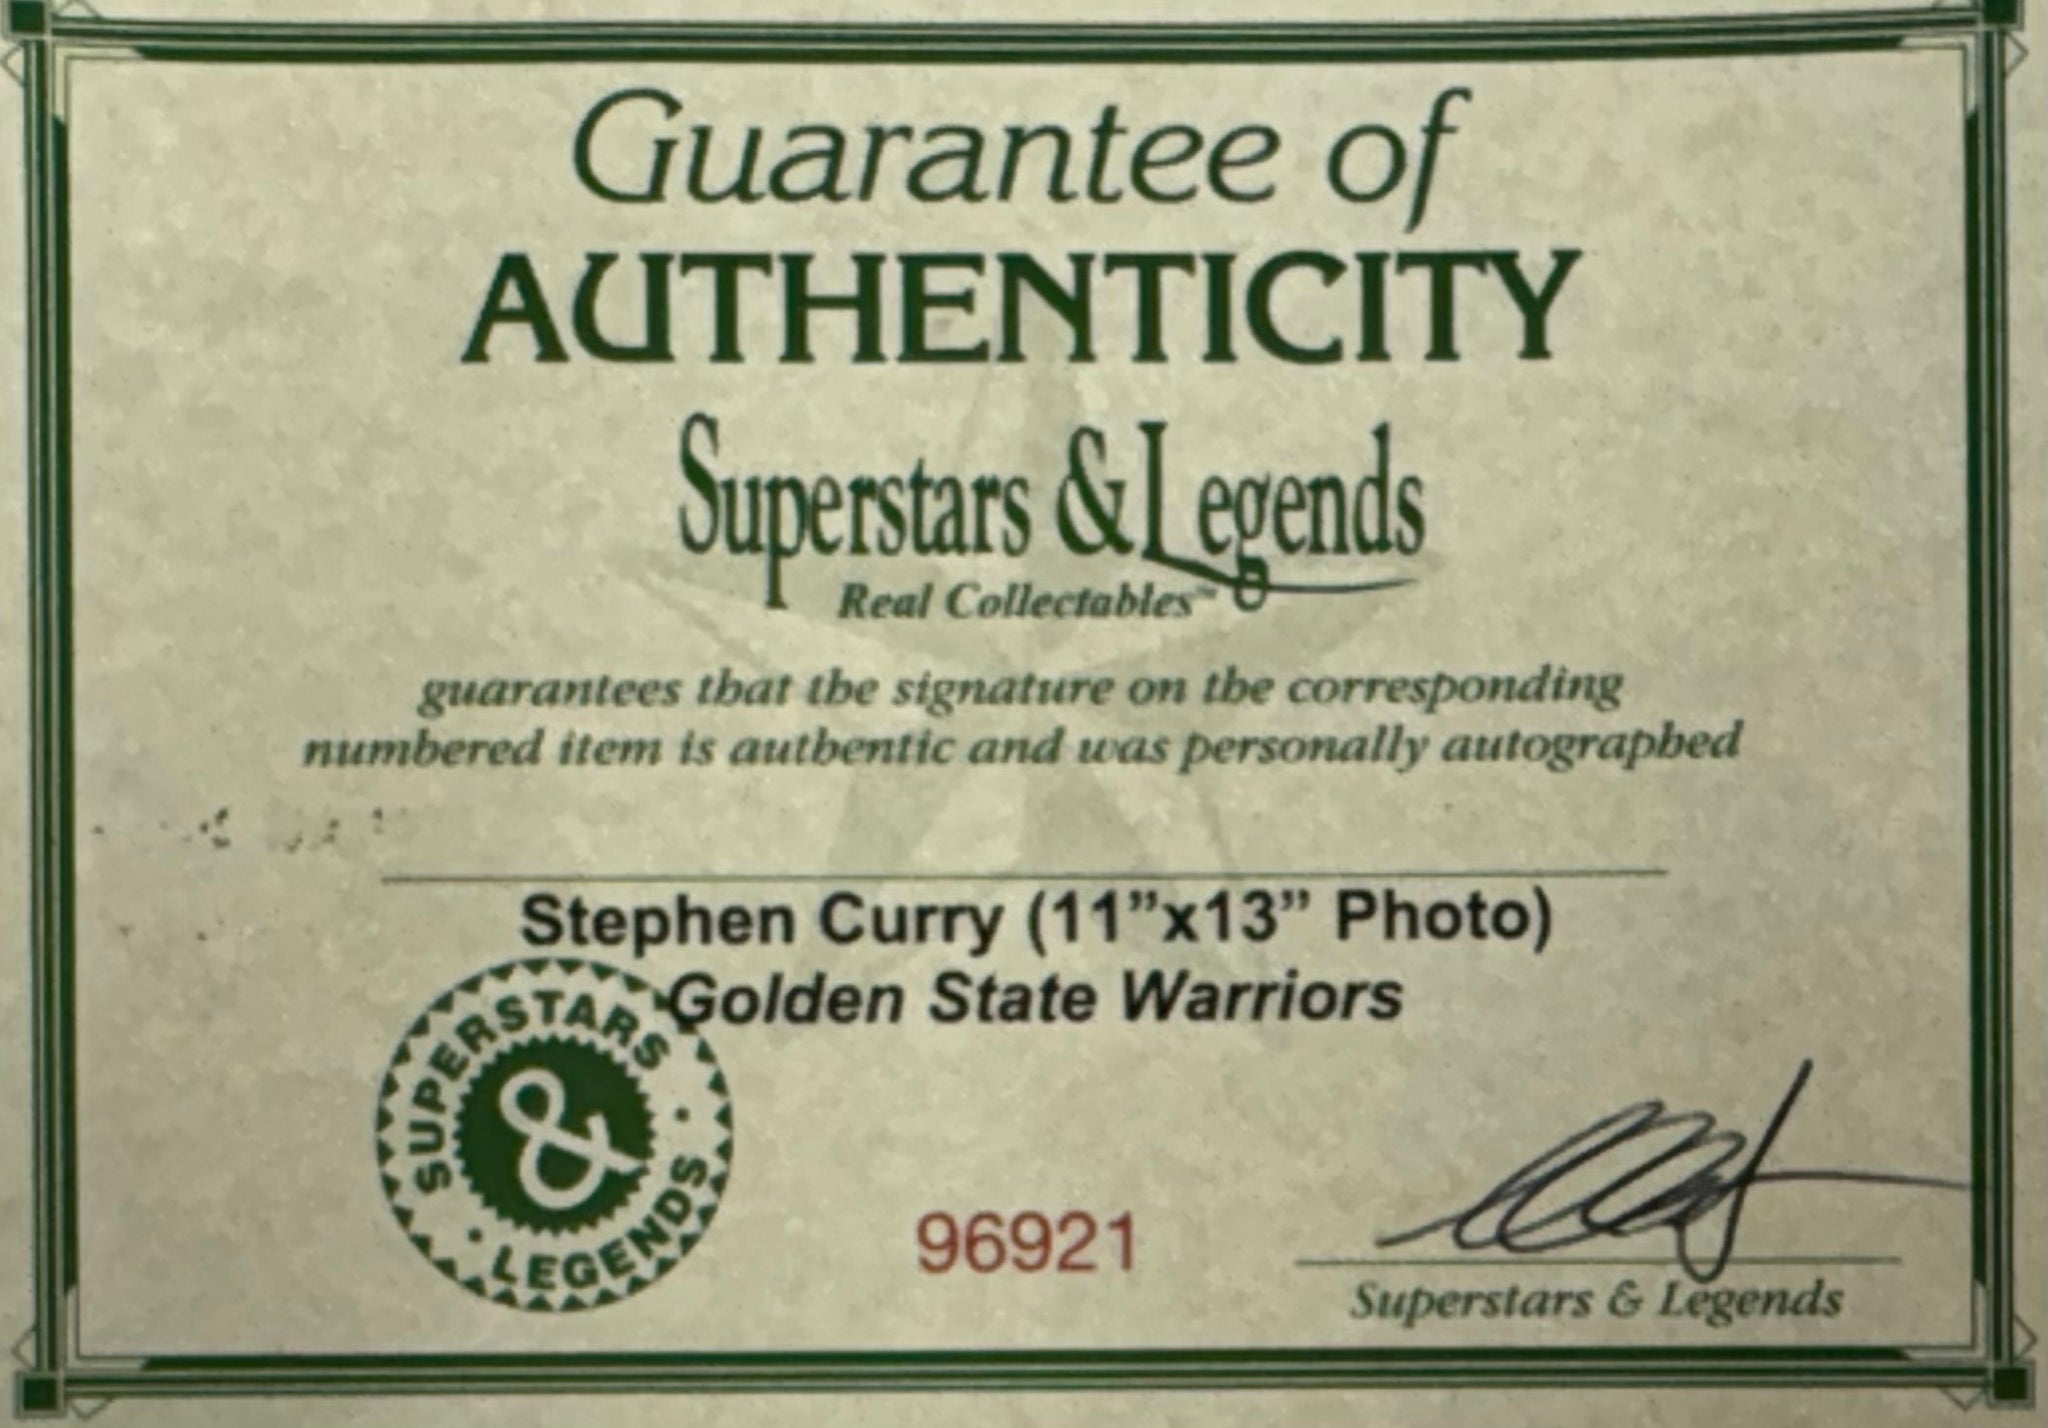 Guarantee of
AUTHENTICITY
Superstars & Legends
Real Collectables™
guarantees that the signature on the corresponding
numbered item is authentic and was personally autographed
Stephen Curry (11”x13” Photo)
Golden State Warriors
SUPERSTARS
&
· LEGENDS ·
96921
Superstars & Legends